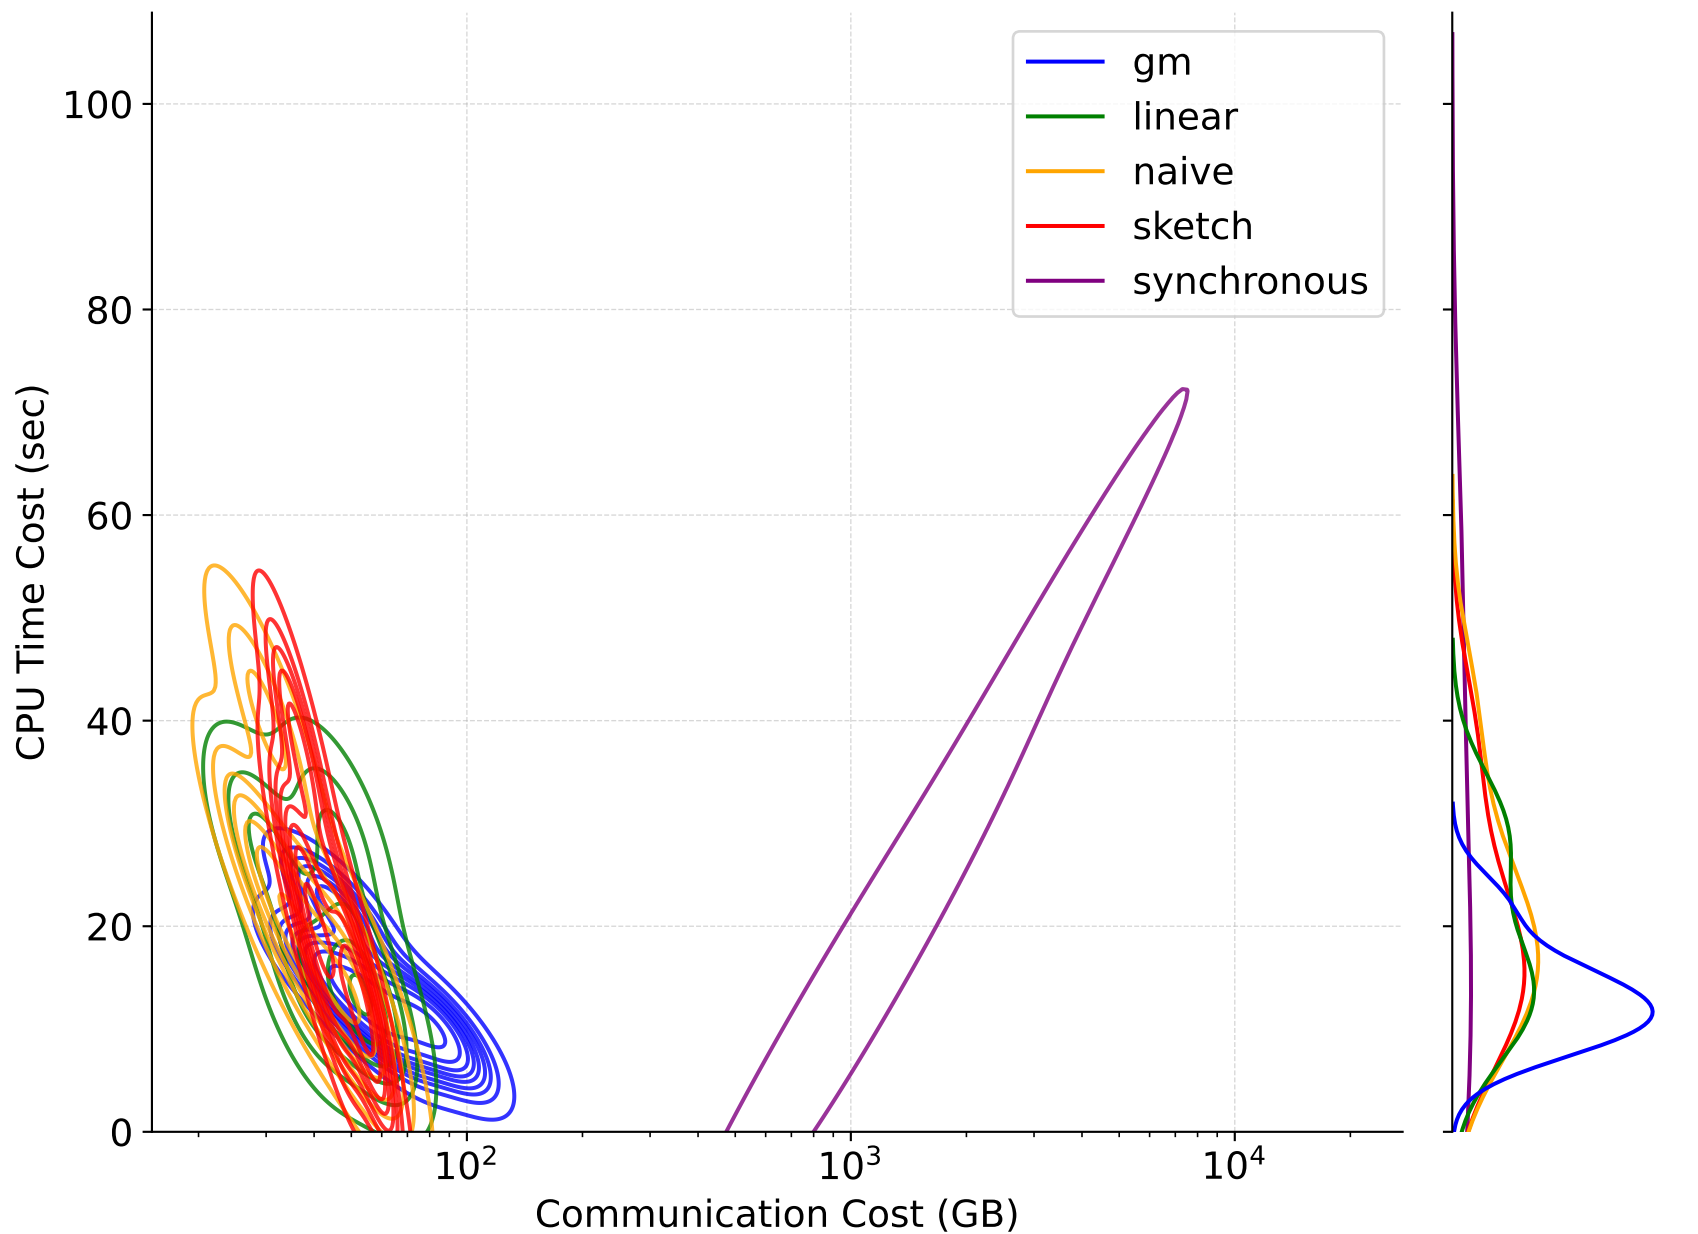 gm
linear
naive
sketch
synchronous
100
80
60
40
20
0
CPU Time Cost (sec)
10²
10³
10⁴
Communication Cost (GB)